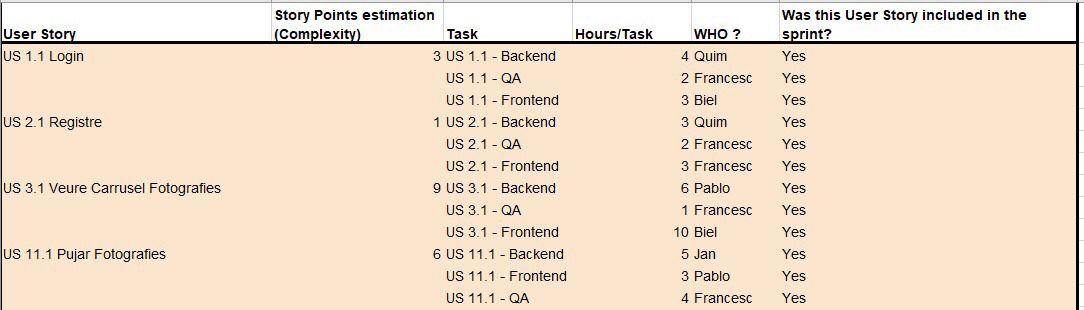 User Story Story Points estimation (Complexity) Task Hours/Task WHO ? Was this User Story included in the sprint?
US 1.1 Login 3 US 1.1 - Backend 4 Quim Yes
US 1.1 - QA 2 Francesc Yes
US 1.1 - Frontend 3 Biel Yes
US 2.1 Registre 1 US 2.1 - Backend 3 Quim Yes
US 2.1 - QA 2 Francesc Yes
US 2.1 - Frontend 3 Francesc Yes
US 3.1 Veure Carrusel Fotografies 9 US 3.1 - Backend 6 Pablo Yes
US 3.1 - QA 1 Francesc Yes
US 3.1 - Frontend 10 Biel Yes
US 11.1 Pujar Fotografies 6 US 11.1 - Backend 5 Jan Yes
US 11.1 - Frontend 3 Pablo Yes
US 11.1 - QA 4 Francesc Yes